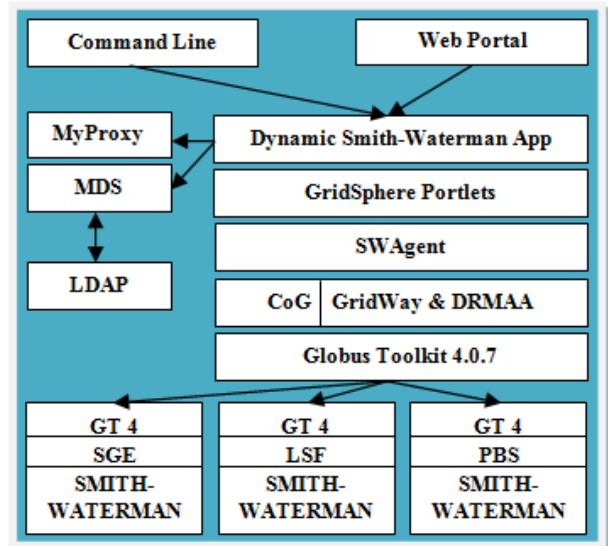 Command Line
Web Portal
MyProxy
Dynamic Smith-Waterman App
MDS
GridSphere Portlets
SWAgent
LDAP
CoG GridWay & DRMAA
Globus Toolkit 4.0.7
GT 4
SGE
SMITH-
WATERMAN
GT 4
LSF
SMITH-
WATERMAN
GT 4
PBS
SMITH-
WATERMAN